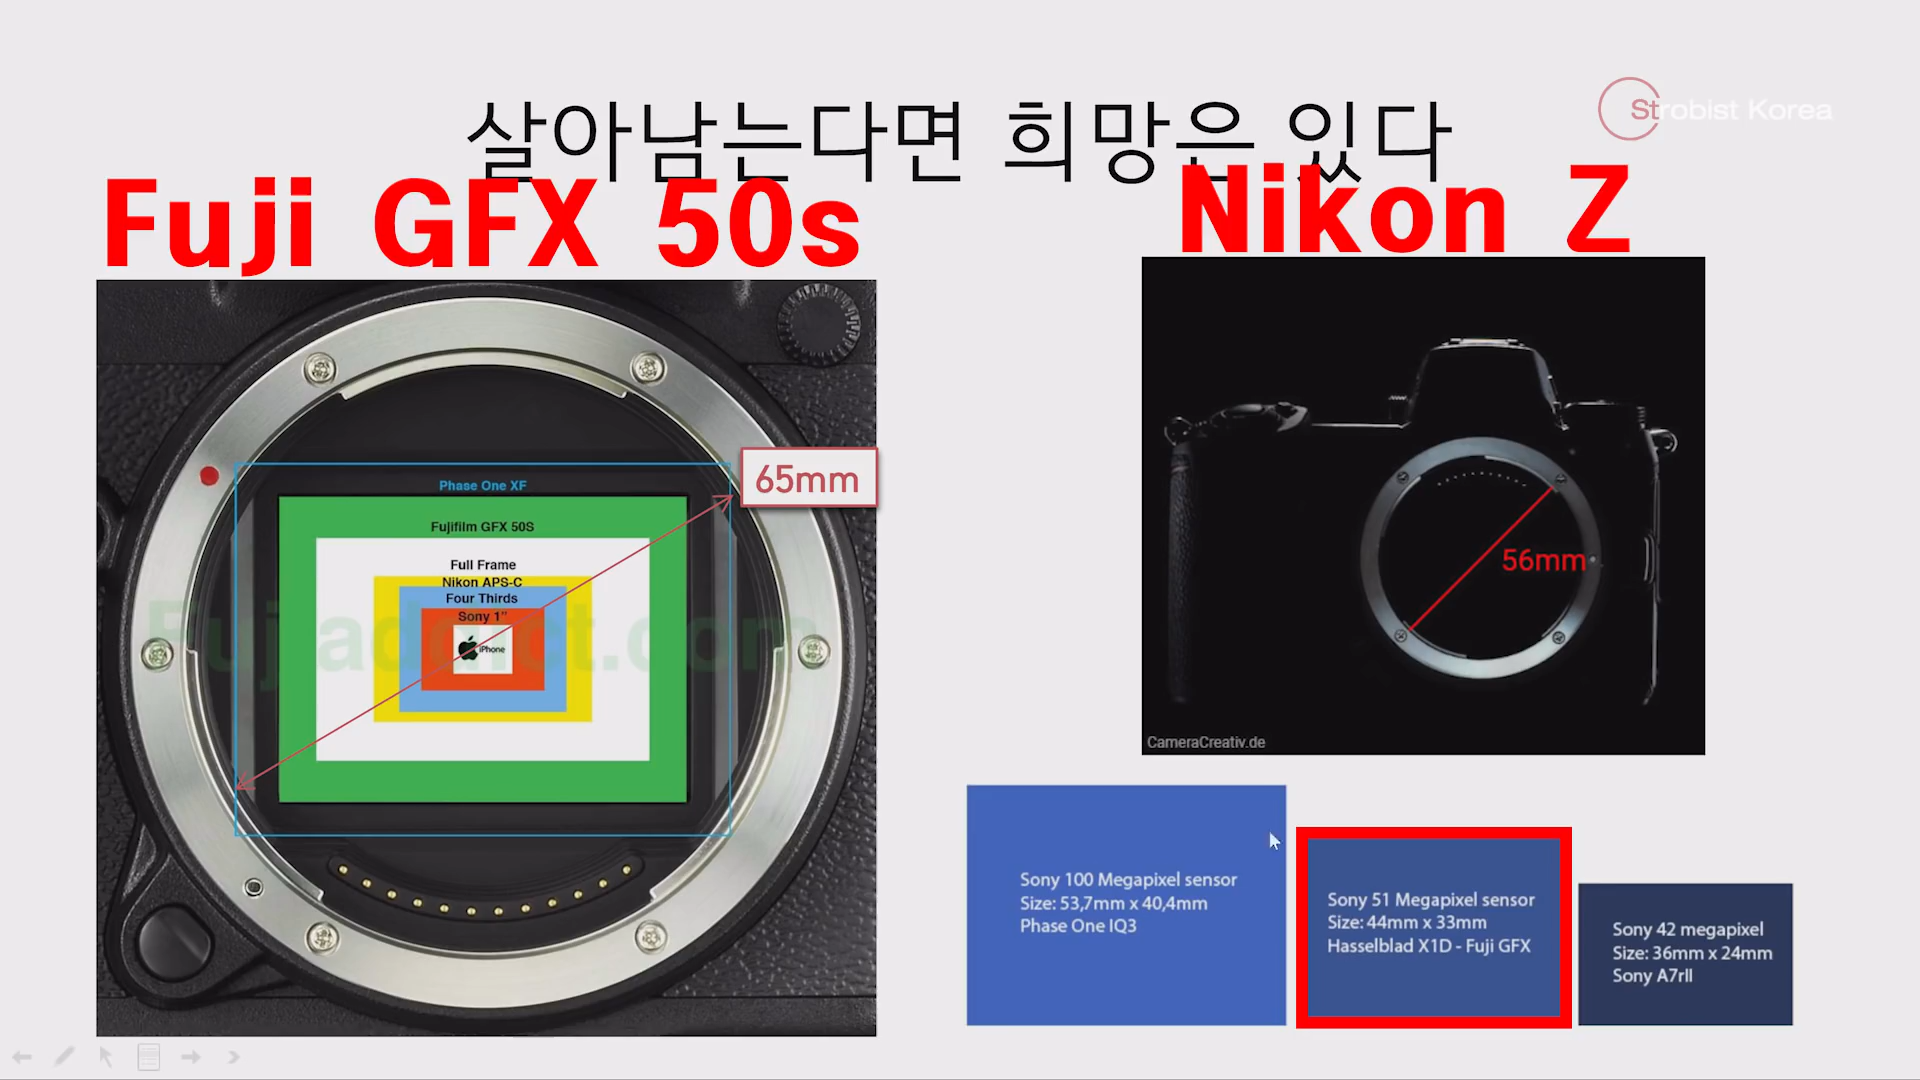 Strobist Korea
살아남는다면 희망은 있다
Fuji GFX 50s
Nikon Z
65mm
Phase One XF
Fujifilm GFX 50S
Full Frame
Nikon APS-C
Four Thirds
Sony 1”
iPhone
Fujiaddict.com
56mm
CameraCreativ.de
Sony 100 Megapixel sensor
Size: 53,7mm x 40,4mm
Phase One IQ3
Sony 51 Megapixel sensor
Size: 44mm x 33mm
Hasselblad X1D - Fuji GFX
Sony 42 megapixel
Size: 36mm x 24mm
Sony A7rII